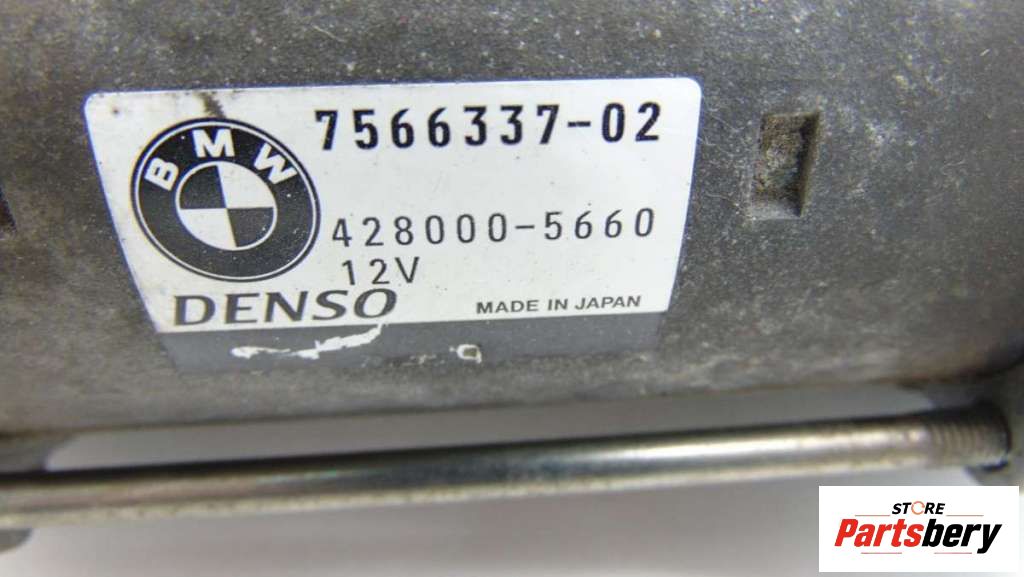 7566337-02
BMW
428000-5660
12V
DENSO
MADE IN JAPAN
STORE
Partsbery